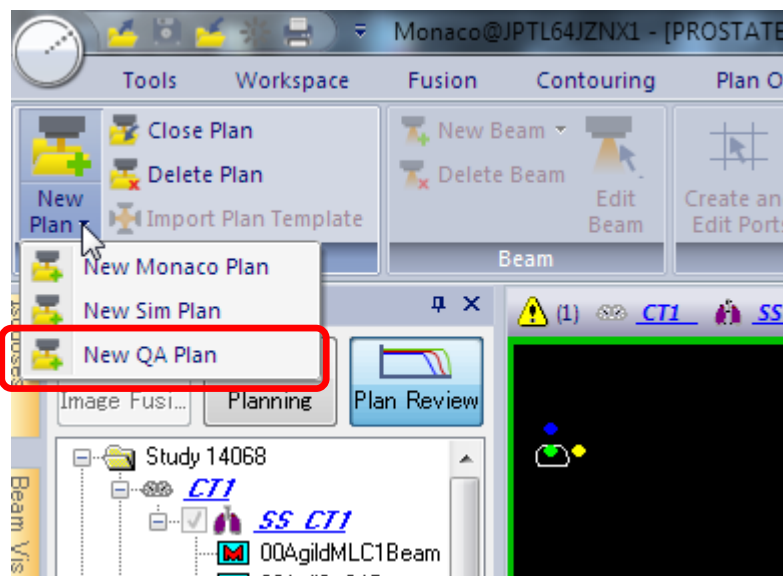 Monaco@JPTL64JZNX1 - [PROSTATE
Tools Workspace Fusion Contouring Plan O
New Plan
Close Plan
Delete Plan
Import Plan Template
New Beam
Delete Beam
Edit Beam
Create an
Edit Ports
Beam
New Monaco Plan
New Sim Plan
New QA Plan
(1) CT1 SS
Image Fusi... Planning Plan Review
Study 14068
CT1
SS CT1
00AgildMLC1Beam
Beam Vis